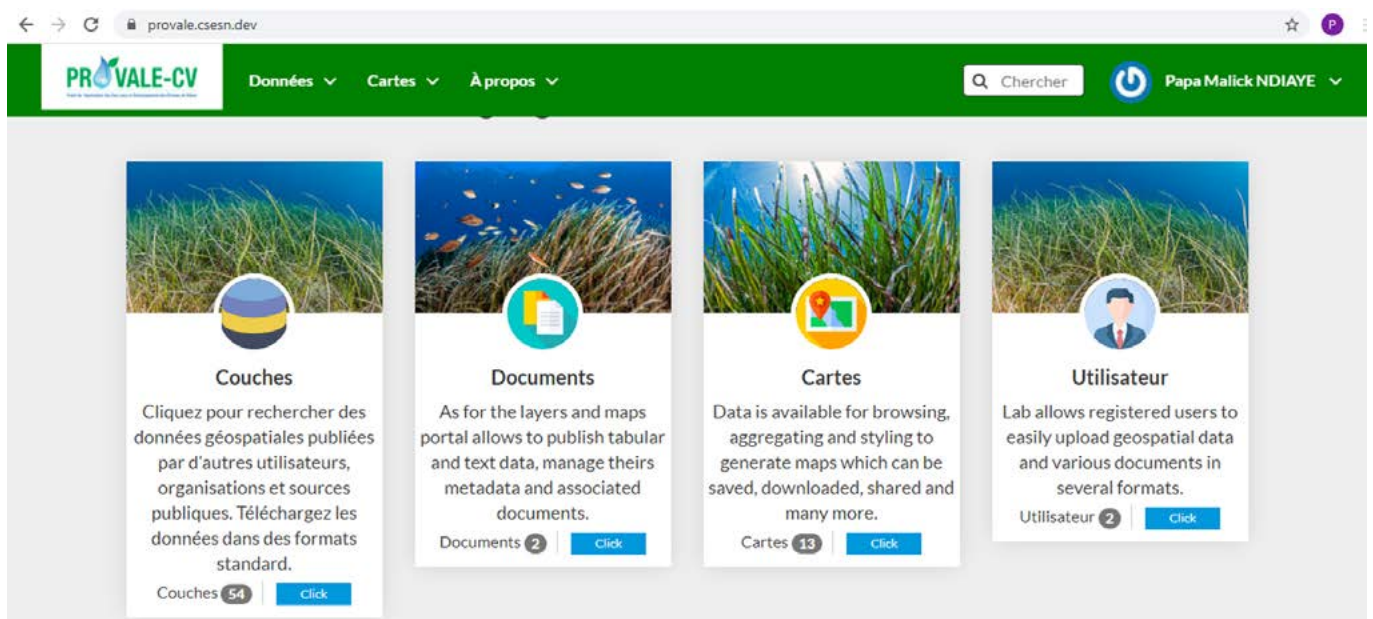 provale.csesn.dev
P
PROVALE-CV
Données
Cartes
À propos
Chercher
Papa Malick NDIAYE
Couches
Cliquez pour rechercher des
données géospatiales publiées
par d'autres utilisateurs,
organisations et sources
publiques. Téléchargez les
données dans des formats
standard.
Couches 54
Click
Documents
As for the layers and maps
portal allows to publish tabular
and text data, manage theirs
metadata and associated
documents.
Documents 2
Click
Cartes
Data is available for browsing,
aggregating and styling to
generate maps which can be
saved, downloaded, shared and
many more.
Cartes 13
Click
Utilisateur
Lab allows registered users to
easily upload geospatial data
and various documents in
several formats.
Utilisateur 2
Click